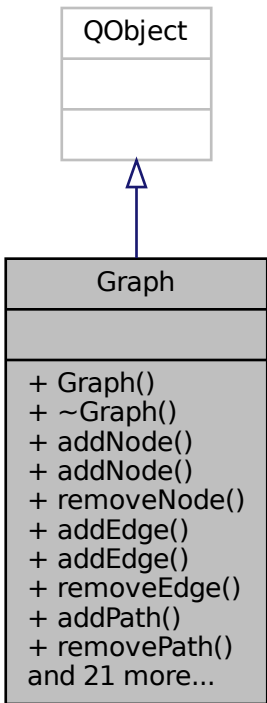 QObject
Graph
+ Graph()
+ ~Graph()
+ addNode()
+ addNode()
+ removeNode()
+ addEdge()
+ addEdge()
+ removeEdge()
+ addPath()
+ removePath()
and 21 more...